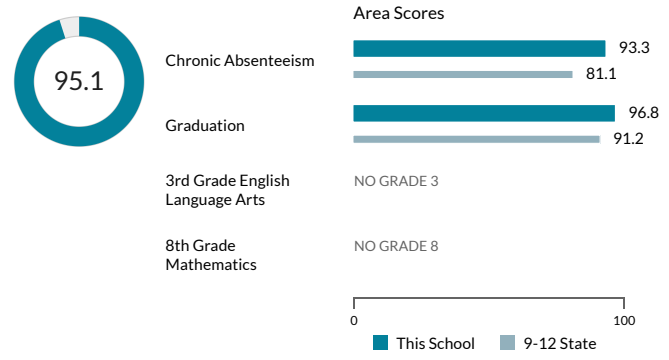 Area Scores
95.1
Chronic Absenteeism
93.3
81.1
Graduation
96.8
91.2
3rd Grade English
Language Arts
NO GRADE 3
8th Grade
Mathematics
NO GRADE 8
0
100
This School
9-12 State